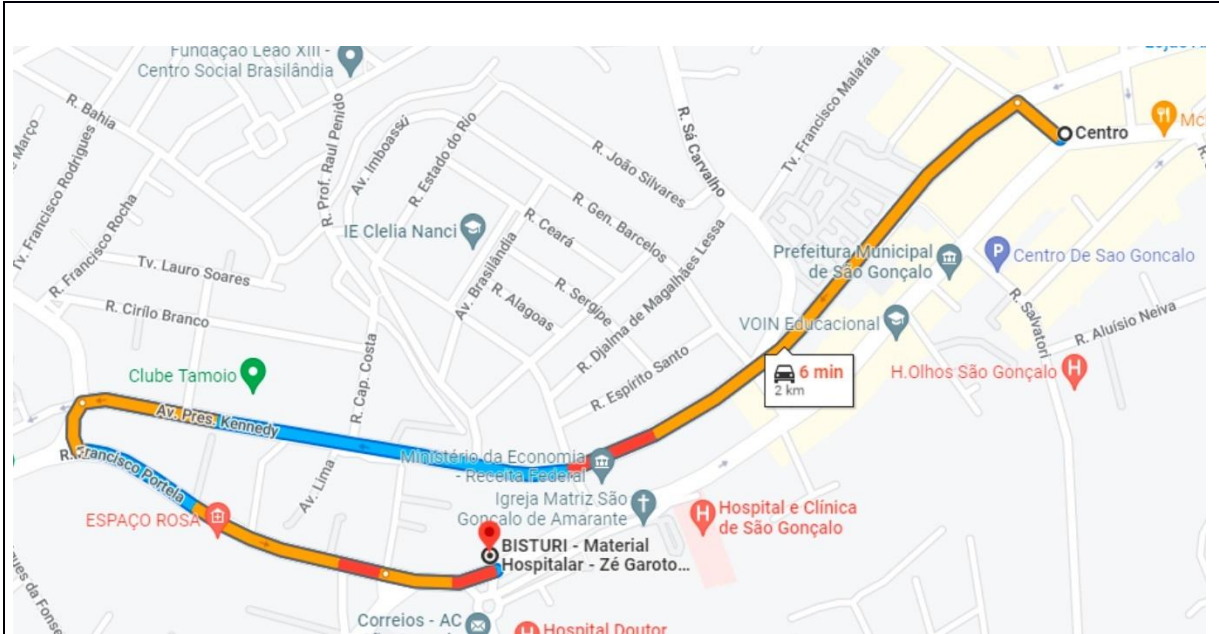 Fundação Leão XIII -
Centro Social Brasilândia
R. Bahia
R. Prof. Raul Penido
Av. Imboassú
R. Estado do Rio
R. João Silvares
R. Sá Carvalho
Tv. Francisco Malafáia
Centro
Tv. Francisco Rodrigues
R. Francisco Rocha
IE Clelia Nanci
R. Ceará
R. Gen. Barcelos
Av. Brasilândia
R. Sergipe
R. Alagoas
R. Djalma de Magalhães Lessa
Prefeitura Municipal
de São Gonçalo
P
Centro De Sao Goncalo
Tv. Lauro Soares
R. Cirílo Branco
VOIN Educacional
R. Salvatori
R. Aluísio Neiva
Clube Tamoio
R. Cap. Costa
R. Espírito Santo
6 min
2 km
H.Olhos São Gonçalo
H
Av. Pres. Kennedy
R. Francisco Portela
Ministério da Economia
- Receita Federal
Av. Lima
Igreja Matriz São
Gonçalo de Amarante
H
Hospital e Clínica
de São Gonçalo
ESPAÇO ROSA
BISTURI - Material
Hospitalar - Zé Garoto...
Correios - AC
H
Hospital Doutor